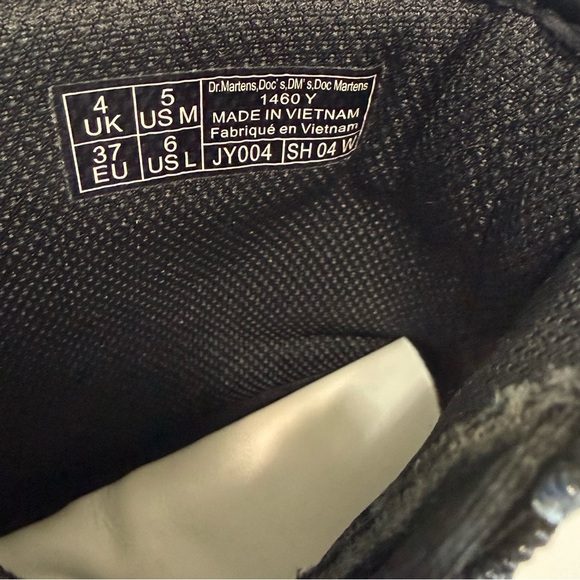 4 UK
5 US M
37 EU
6 US L
Dr.Martens,Doc's,DM's,Doc Martens
1460 Y
MADE IN VIETNAM
Fabriqué en Vietnam
JY004 SH 04 W